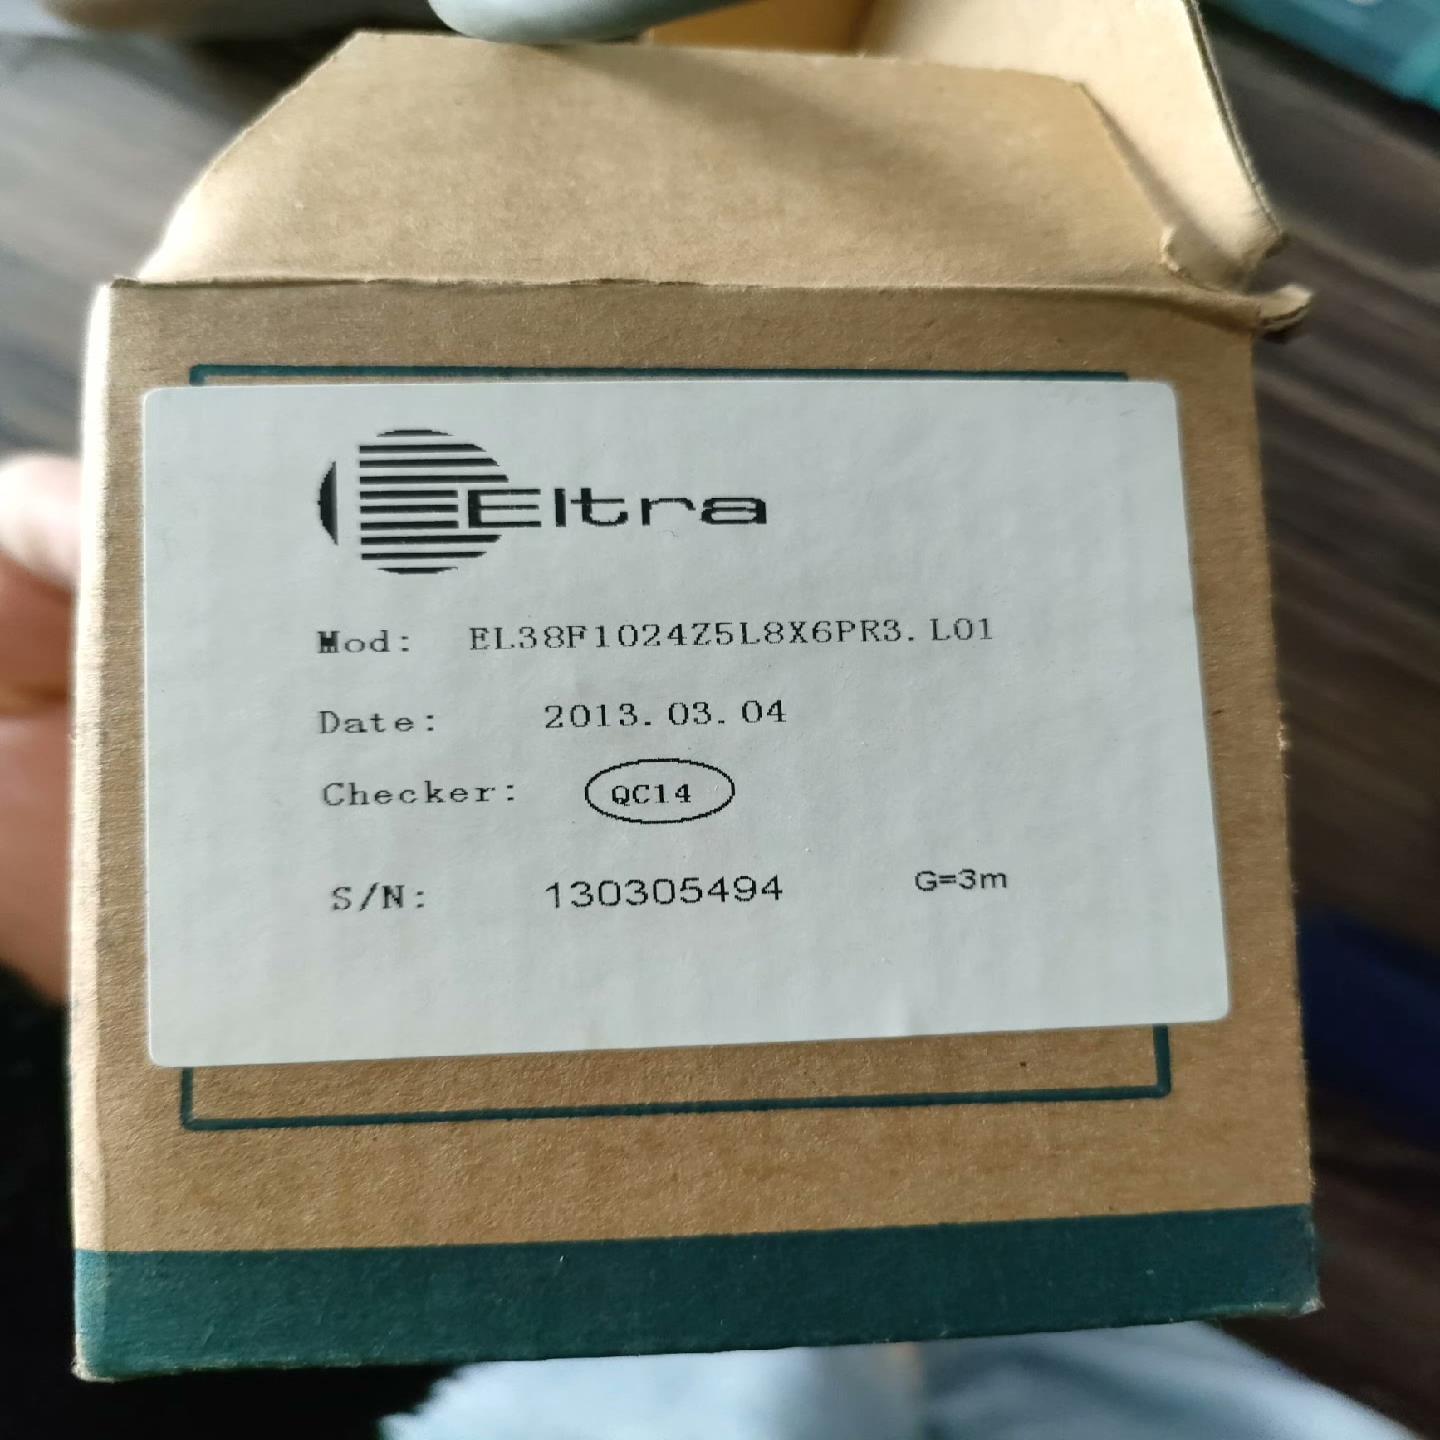 Eltra
Mod: EL38F1024Z5L8X6PR3.L01
Date: 2013.03.04
Checker: QC14
S/N: 130305494 G=3m